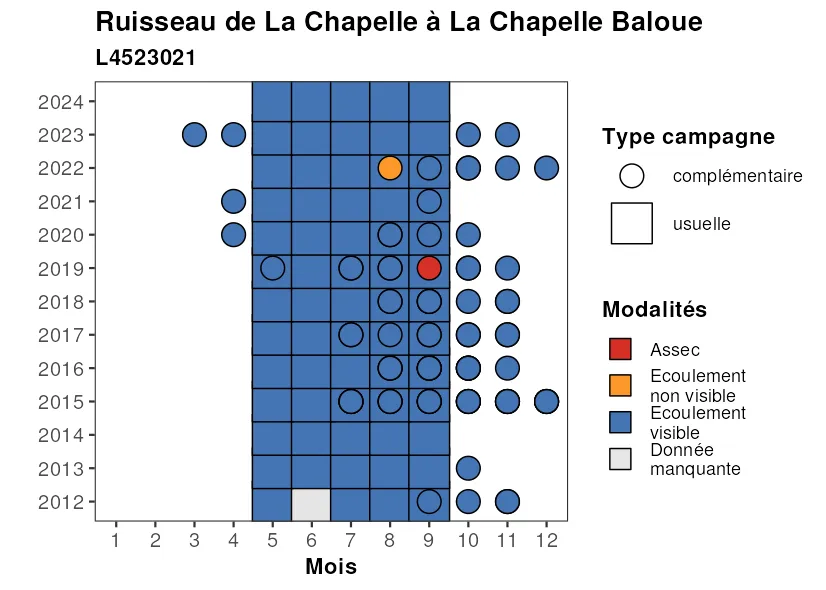 Ruisseau de La Chapelle à La Chapelle Baloue
L4523021
2024
2023
2022
2021
2020
2019
2018
2017
2016
2015
2014
2013
2012
1 2 3 4 5 6 7 8 9 10 11 12
Mois
Type campagne
complémentaire
usuelle
Modalités
Assec
Ecoulement
non visible
Ecoulement
visible
Donnée
manquante